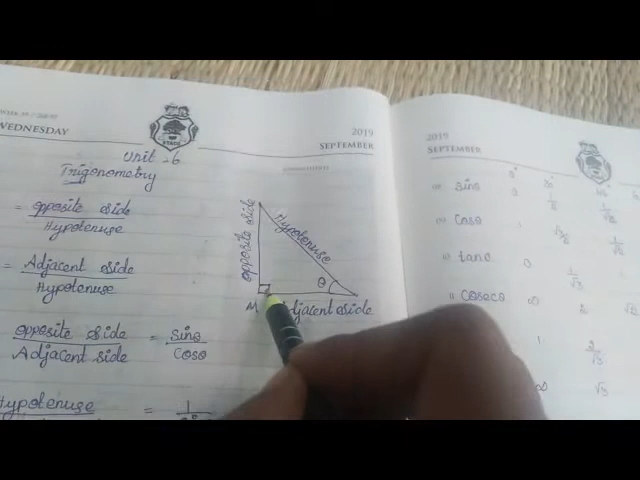 WEDNESDAY
2019
SEPTEMBER
Unit - 6
Trigonometry
= opposite side
Hypotenuse
= Adjacent side
Hypotenuse
opposite side = sinθ
Adjacent side cosθ
Hypotenuse = 1
opposite side
Hypotenuse
θ
M
Adjacent side
2019
SEPTEMBER
sinθ 0 1/2 1/√2
cosθ √3/2 1/√2
tanθ 0 1/√3
cosecθ ∞ 2
1 2/√3
∞ √3